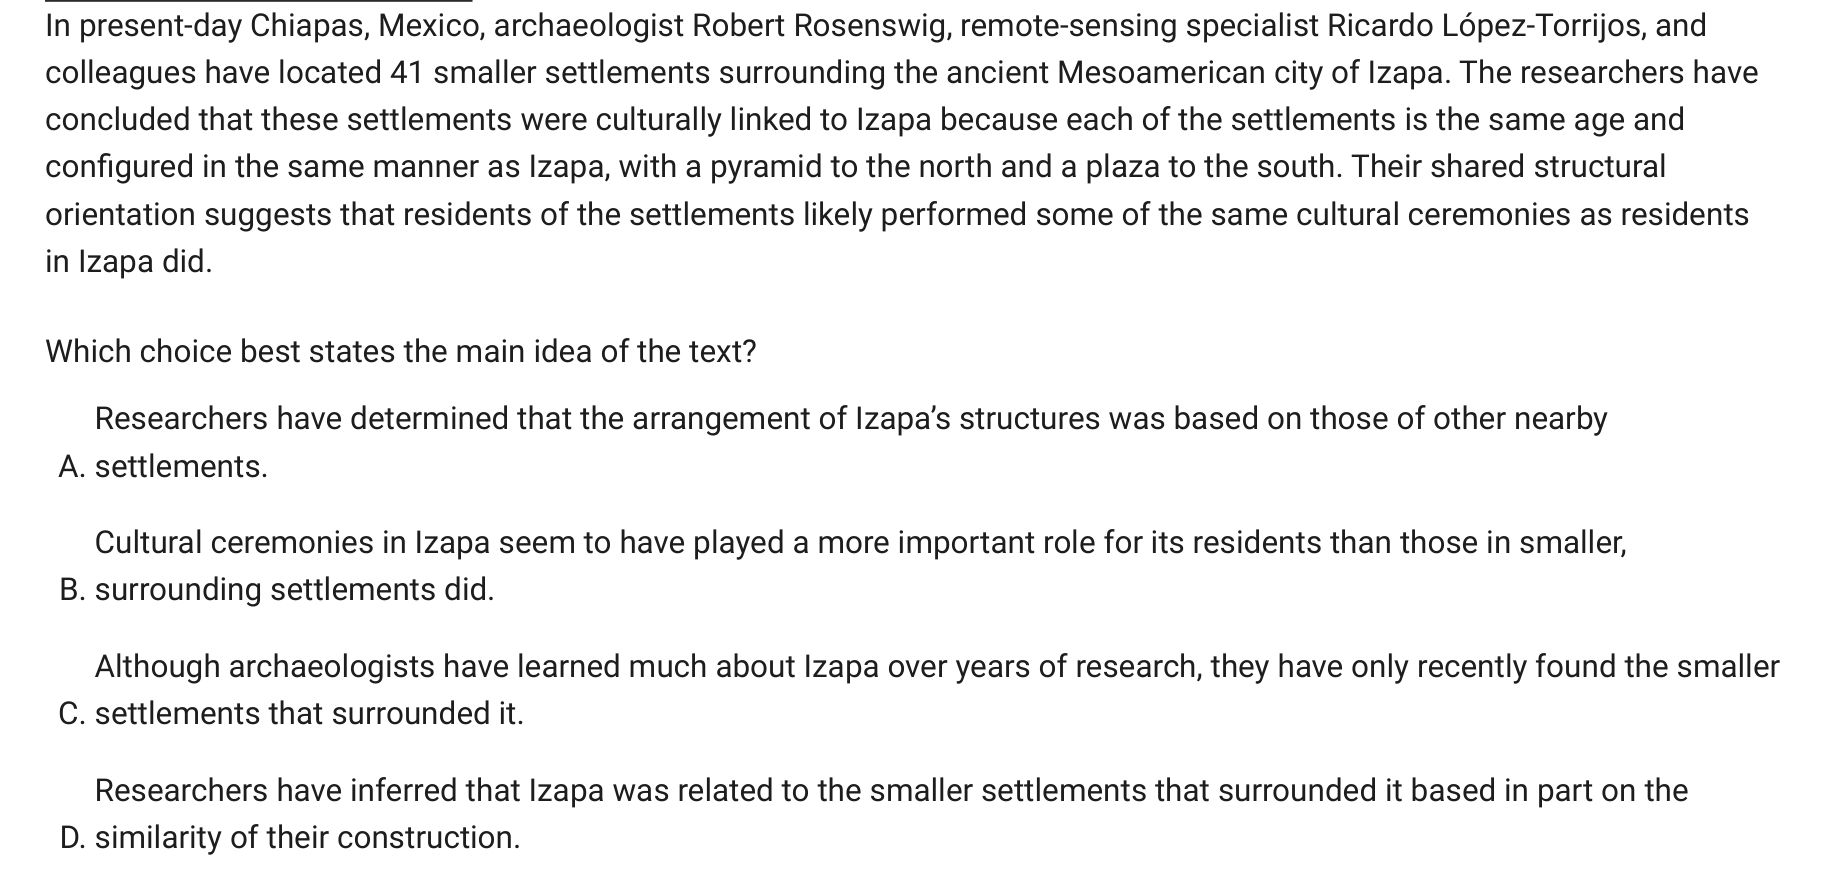 In present-day Chiapas, Mexico, archaeologist Robert Rosenswig, remote-sensing specialist Ricardo López-Torrijos, and
colleagues have located 41 smaller settlements surrounding the ancient Mesoamerican city of Izapa. The researchers have
concluded that these settlements were culturally linked to Izapa because each of the settlements is the same age and
configured in the same manner as Izapa, with a pyramid to the north and a plaza to the south. Their shared structural
orientation suggests that residents of the settlements likely performed some of the same cultural ceremonies as residents
in Izapa did.
Which choice best states the main idea of the text?
Researchers have determined that the arrangement of Izapa’s structures was based on those of other nearby
A. settlements.
Cultural ceremonies in Izapa seem to have played a more important role for its residents than those in smaller,
B. surrounding settlements did.
Although archaeologists have learned much about Izapa over years of research, they have only recently found the smaller
C. settlements that surrounded it.
Researchers have inferred that Izapa was related to the smaller settlements that surrounded it based in part on the
D. similarity of their construction.